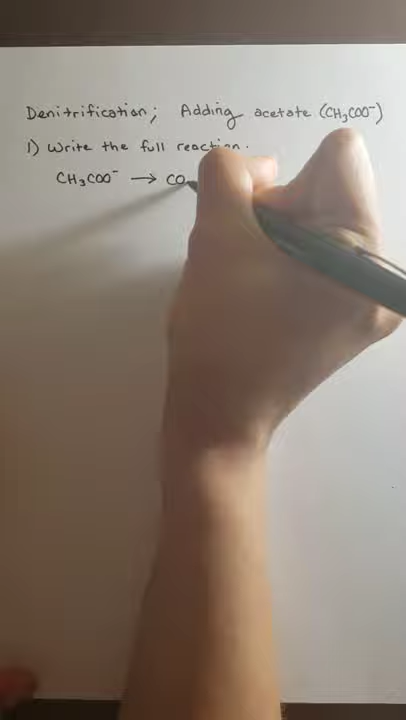 Denitrification; Adding acetate (CH₃COO⁻)
1) Write the full reaction.
CH₃COO⁻ → CO